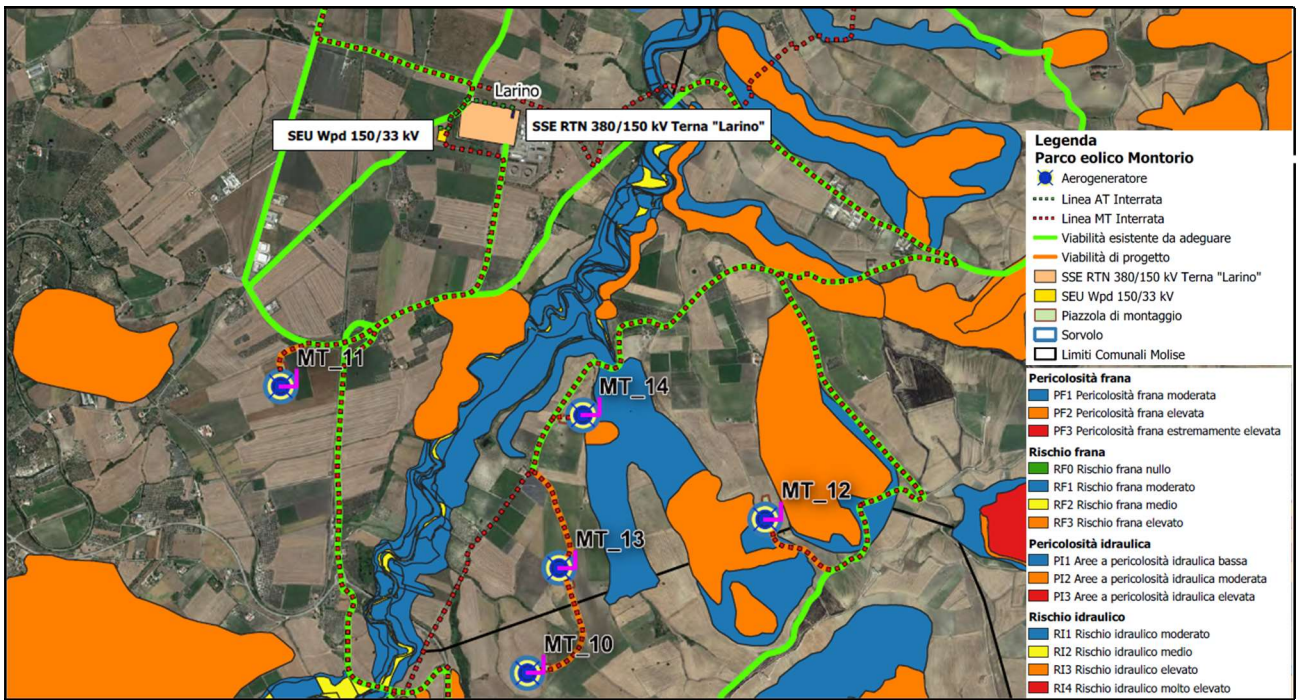 Larino
SEU Wpd 150/33 kV
SSE RTN 380/150 kV Terna "Larino"
MT_11
MT_14
MT_12
MT_13
MT_10
Legenda
Parco eolico Montorio
Aerogeneratore
Linea AT Interrata
Linea MT Interrata
Viabilità esistente da adeguare
Viabilità di progetto
SSE RTN 380/150 kV Terna "Larino"
SEU Wpd 150/33 kV
Piazzola di montaggio
Sorvolo
Limiti Comunali Molise
Pericolosità frana
PF1 Pericolosità frana moderata
PF2 Pericolosità frana elevata
PF3 Pericolosità frana estremamente elevata
Rischio frana
RF0 Rischio frana nullo
RF1 Rischio frana moderato
RF2 Rischio frana medio
RF3 Rischio frana elevato
Pericolosità idraulica
PI1 Aree a pericolosità idraulica bassa
PI2 Aree a pericolosità idraulica moderata
PI3 Aree a pericolosità idraulica elevata
Rischio idraulico
RI1 Rischio idraulico moderato
RI2 Rischio idraulico medio
RI3 Rischio idraulico elevato
RI4 Rischio idraulico molto elevato